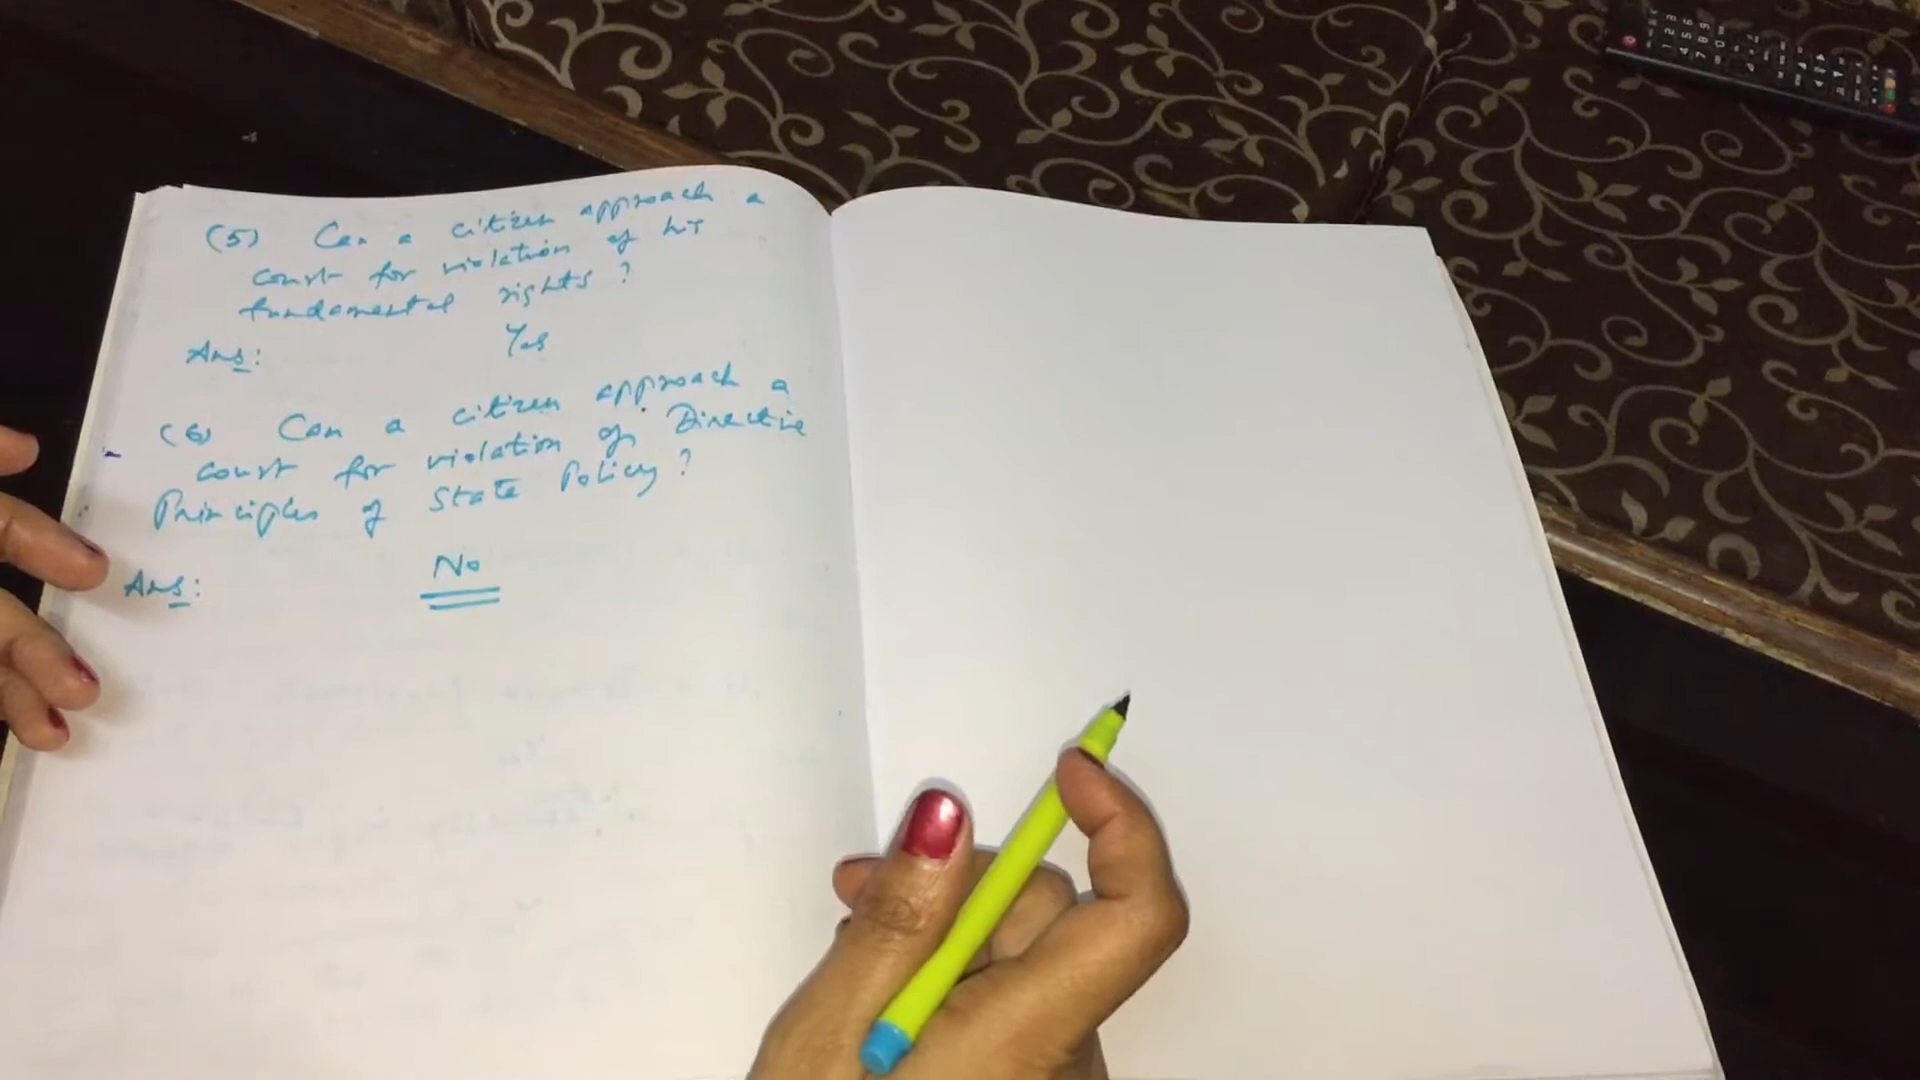 (5) Can a citizen approach a
court for violation of his
fundamental rights?
Ans: Yes
(6) Can a citizen approach a
court for violation of Directive
Principles of State Policy?
Ans: No